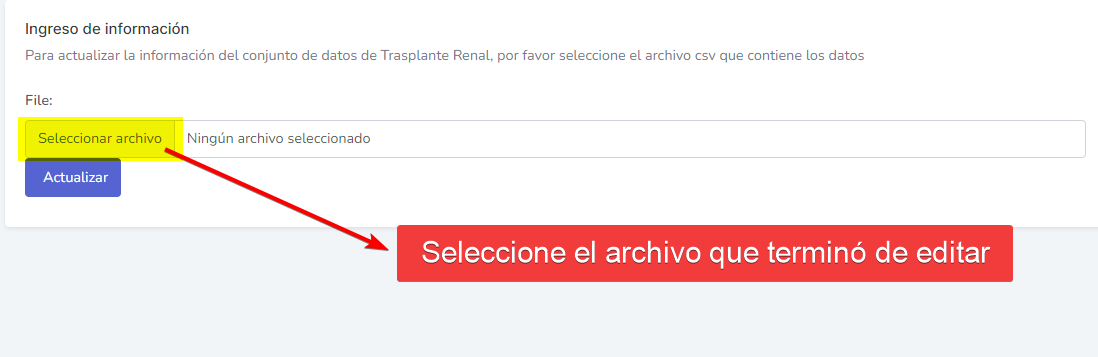 Ingreso de información
Para actualizar la información del conjunto de datos de Trasplante Renal, por favor seleccione el archivo csv que contiene los datos
File:
Seleccionar archivo Ningún archivo seleccionado
Actualizar
Seleccione el archivo que terminó de editar